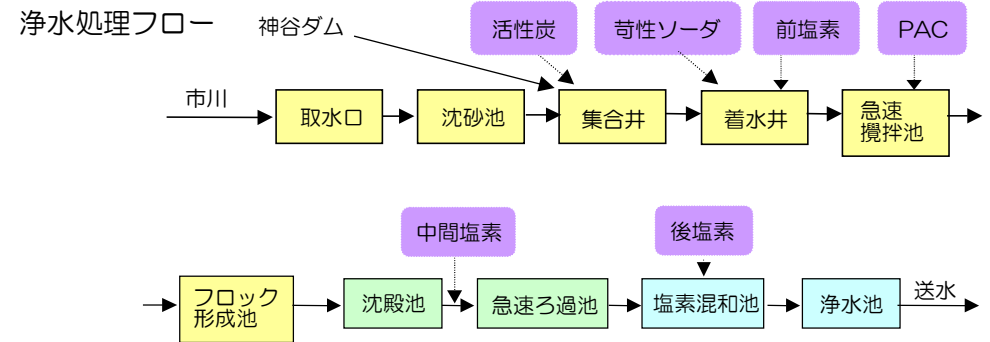 浄水処理フロー
神谷ダム
活性炭
苛性ソーダ
前塩素
PAC
市川
取水口
沈砂池
集合井
着水井
急速
攪拌池
中間塩素
後塩素
フロック
形成池
沈殿池
急速ろ過池
塩素混和池
浄水池
送水